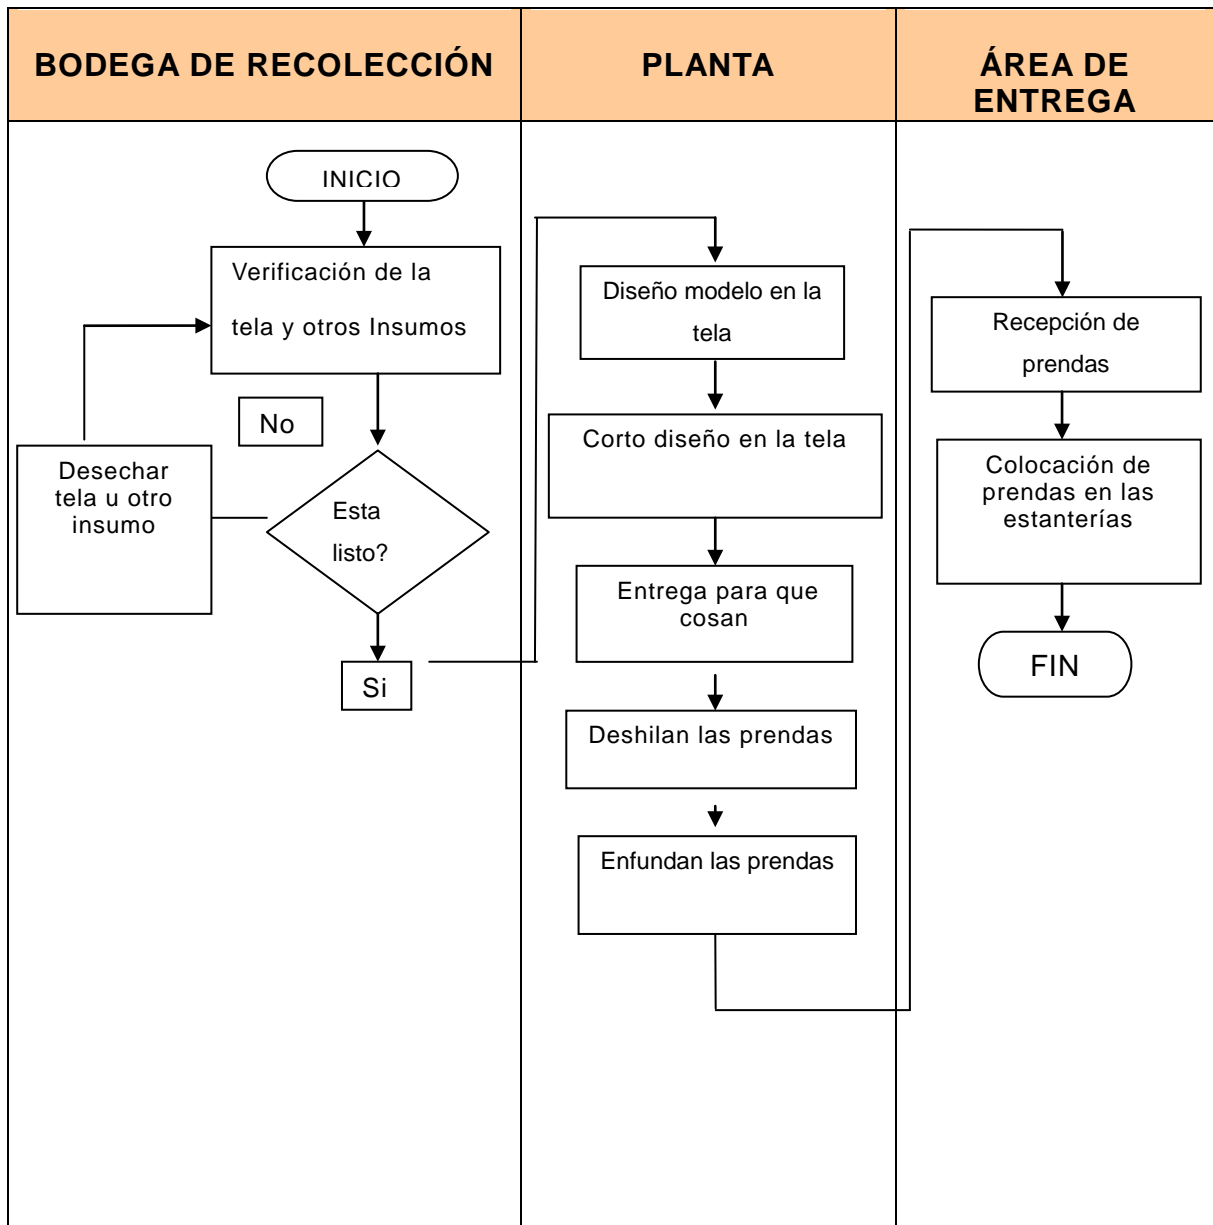 BODEGA DE RECOLECCIÓN
PLANTA
ÁREA DE
ENTREGA
INICIO
Verificación de la
tela y otros Insumos
No
Desechar
tela u otro
insumo
Esta
listo?
Si
Diseño modelo en la
tela
Corto diseño en la tela
Entrega para que
cosan
Deshilan las prendas
Enfundan las prendas
Recepción de
prendas
Colocación de
prendas en las
estanterías
FIN